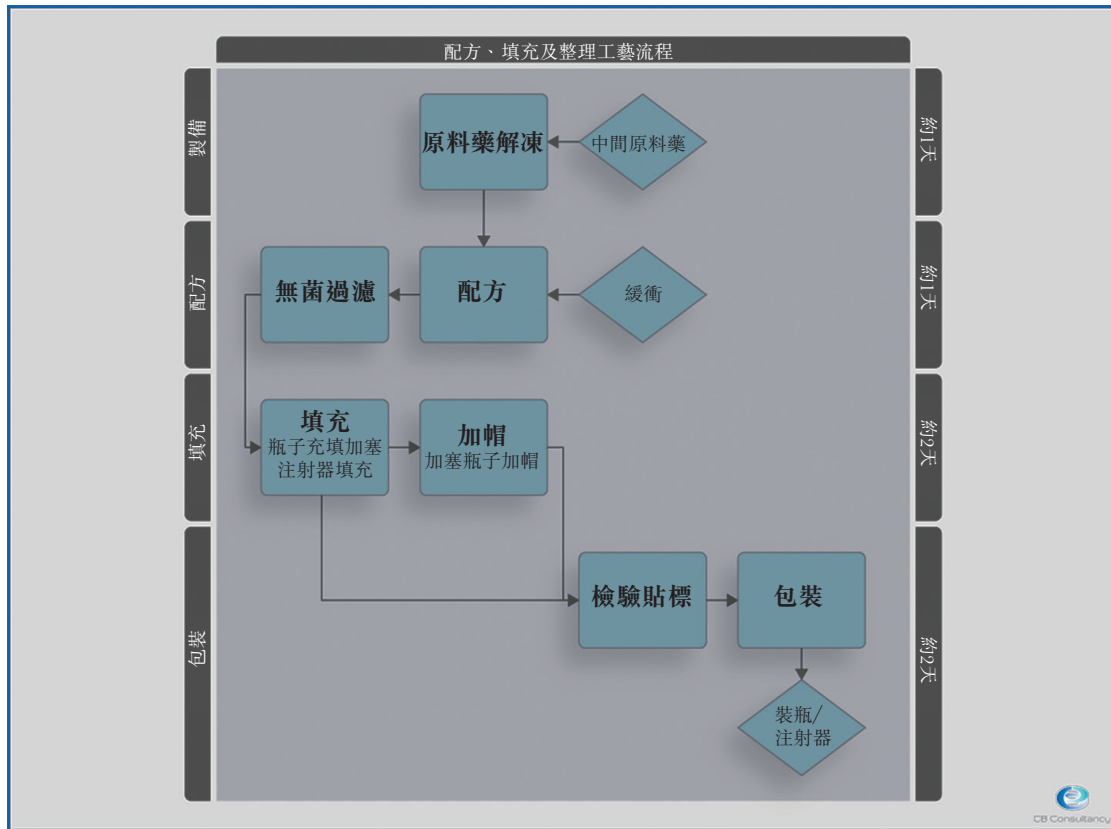 配方、填充及整理工藝流程
製備
原料藥解凍
中間原料藥
約1天
配方
無菌過濾
配方
緩衝
約1天
填充
填充
瓶子充填加塞
注射器填充
加帽
加塞瓶子加帽
約2天
包裝
檢驗貼標
包裝
約2天
裝瓶/
注射器
CB Consultancy